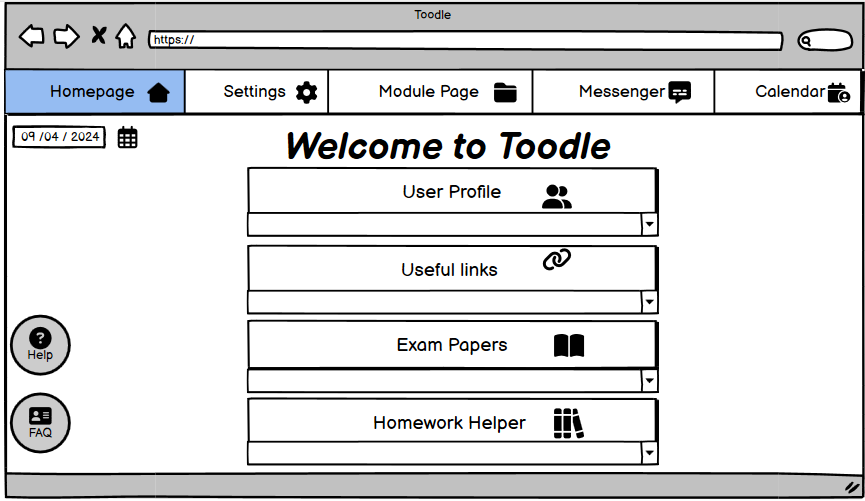 Toodle
https://
Homepage Settings Module Page Messenger Calendar
09 /04 / 2024
Welcome to Toodle
User Profile
Useful links
Exam Papers
Homework Helper
?
Help
FAQ